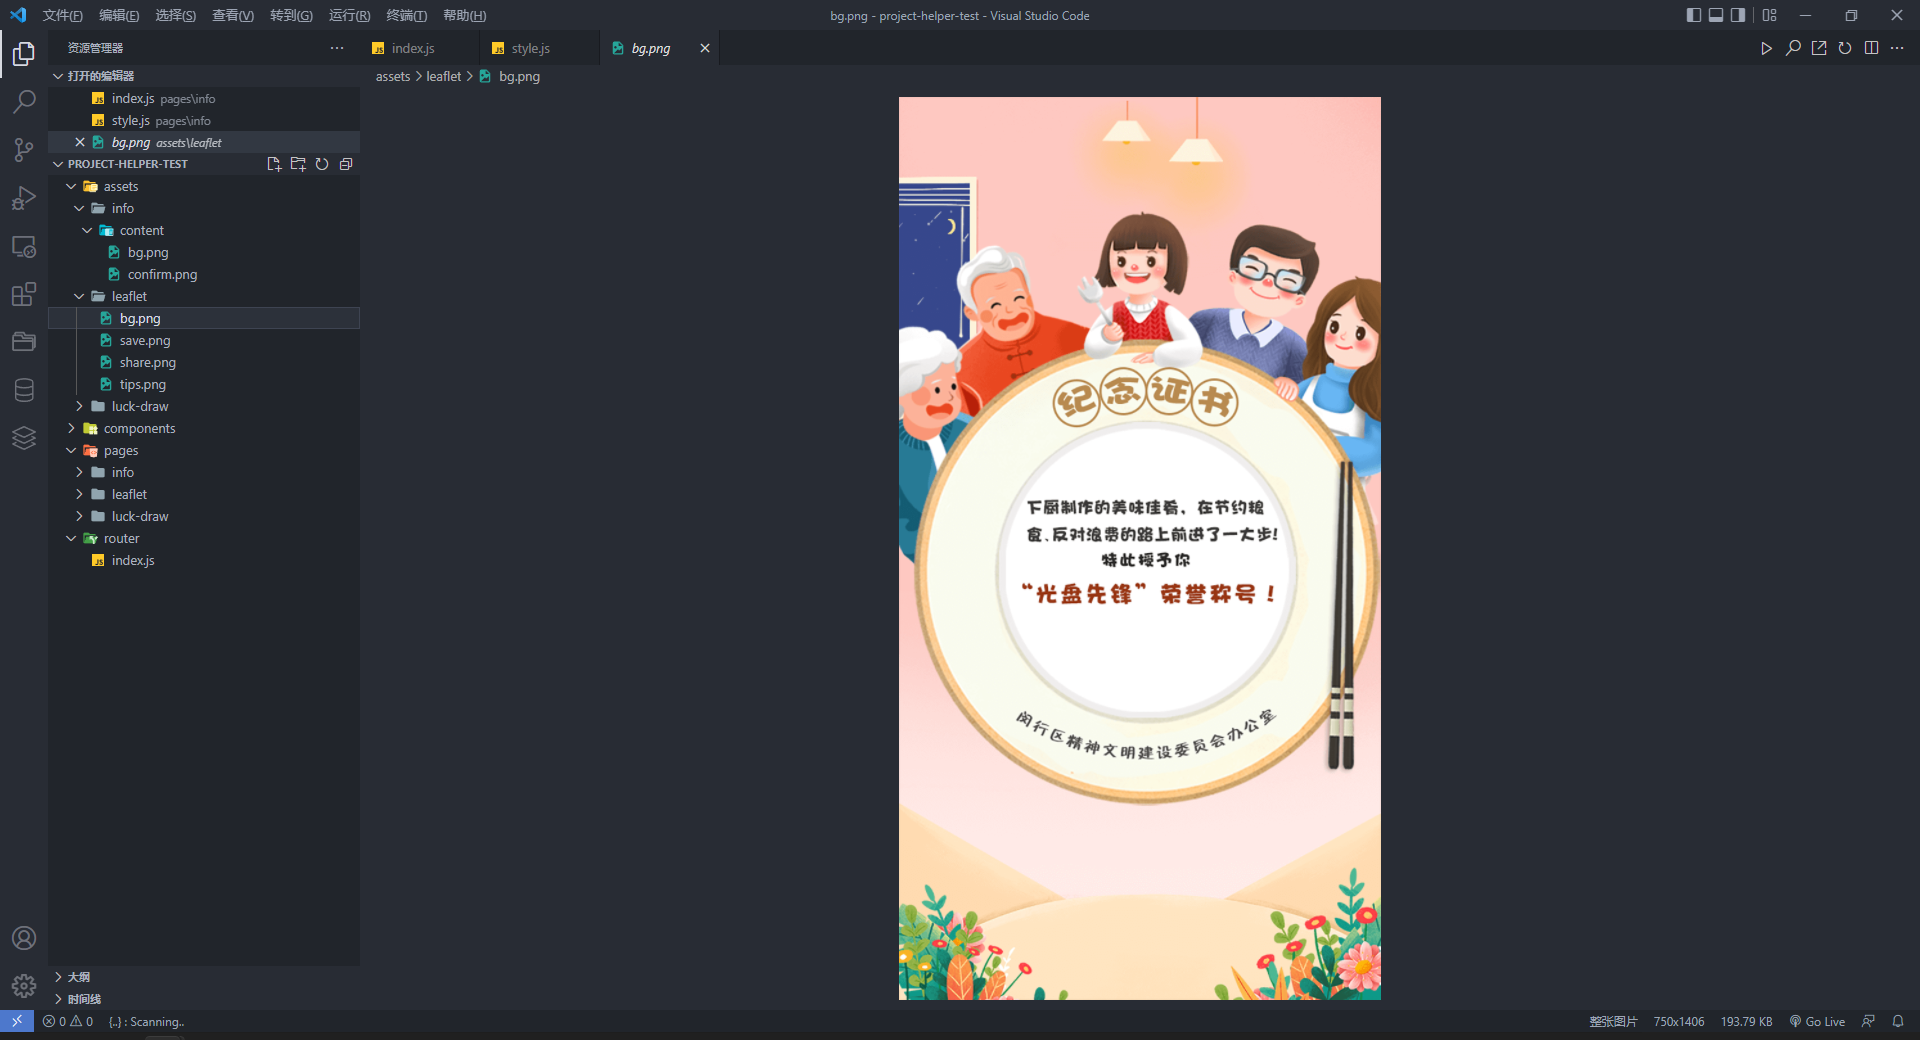 文件(F) 编辑(E) 选择(S) 查看(V) 转到(G) 运行(R) 终端(T) 帮助(H)
bg.png - project-helper-test - Visual Studio Code
资源管理器
打开的编辑器
index.js pages\info
style.js pages\info
bg.png assets\leaflet
PROJECT-HELPER-TEST
assets
info
content
bg.png
confirm.png
leaflet
bg.png
save.png
share.png
tips.png
luck-draw
components
pages
info
leaflet
luck-draw
router
index.js
大纲
时间线
index.js style.js bg.png
assets > leaflet > bg.png
纪念证书
下厨制作的美味佳肴，在节约粮
食、反对浪费的路上前进了一大步!
特此授予你
“光盘先锋”荣誉称号！
闵行区精神文明建设委员会办公室
0 0 {..} : Scanning..
整张图片 750x1406 193.79 KB Go Live